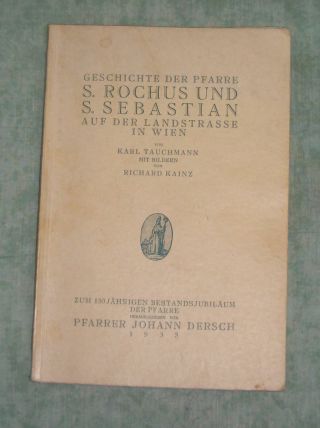 GESCHICHTE DER PFARRE
S. ROCHUS UND
S. SEBASTIAN
AUF DER LANDSTRASSE
IN WIEN
VON
KARL TAUCHMANN
MIT BILDERN
VON
RICHARD KAINZ
ZUM 150JÄHRIGEN BESTANDSJUBILÄUM
DER PFARRE
HERAUSGEGEBEN VON
PFARRER JOHANN DERSCH
1933